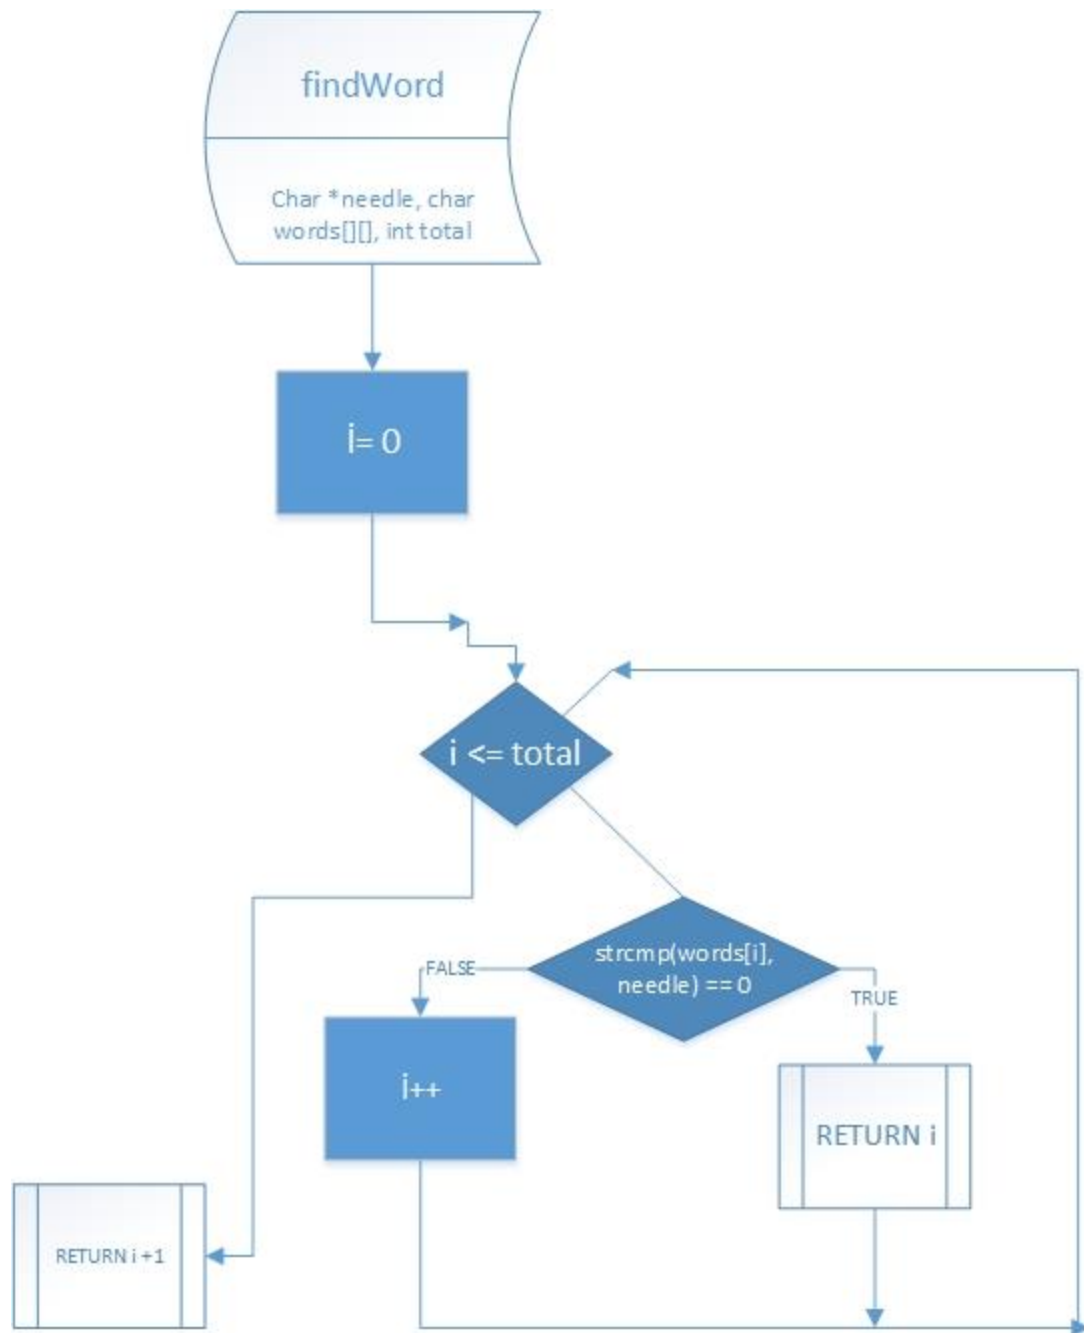 findWord
Char *needle, char
words[][], int total
i= 0
i <= total
strcmp(words[i],
needle) == 0
FALSE
TRUE
i++
RETURN i
RETURN i +1